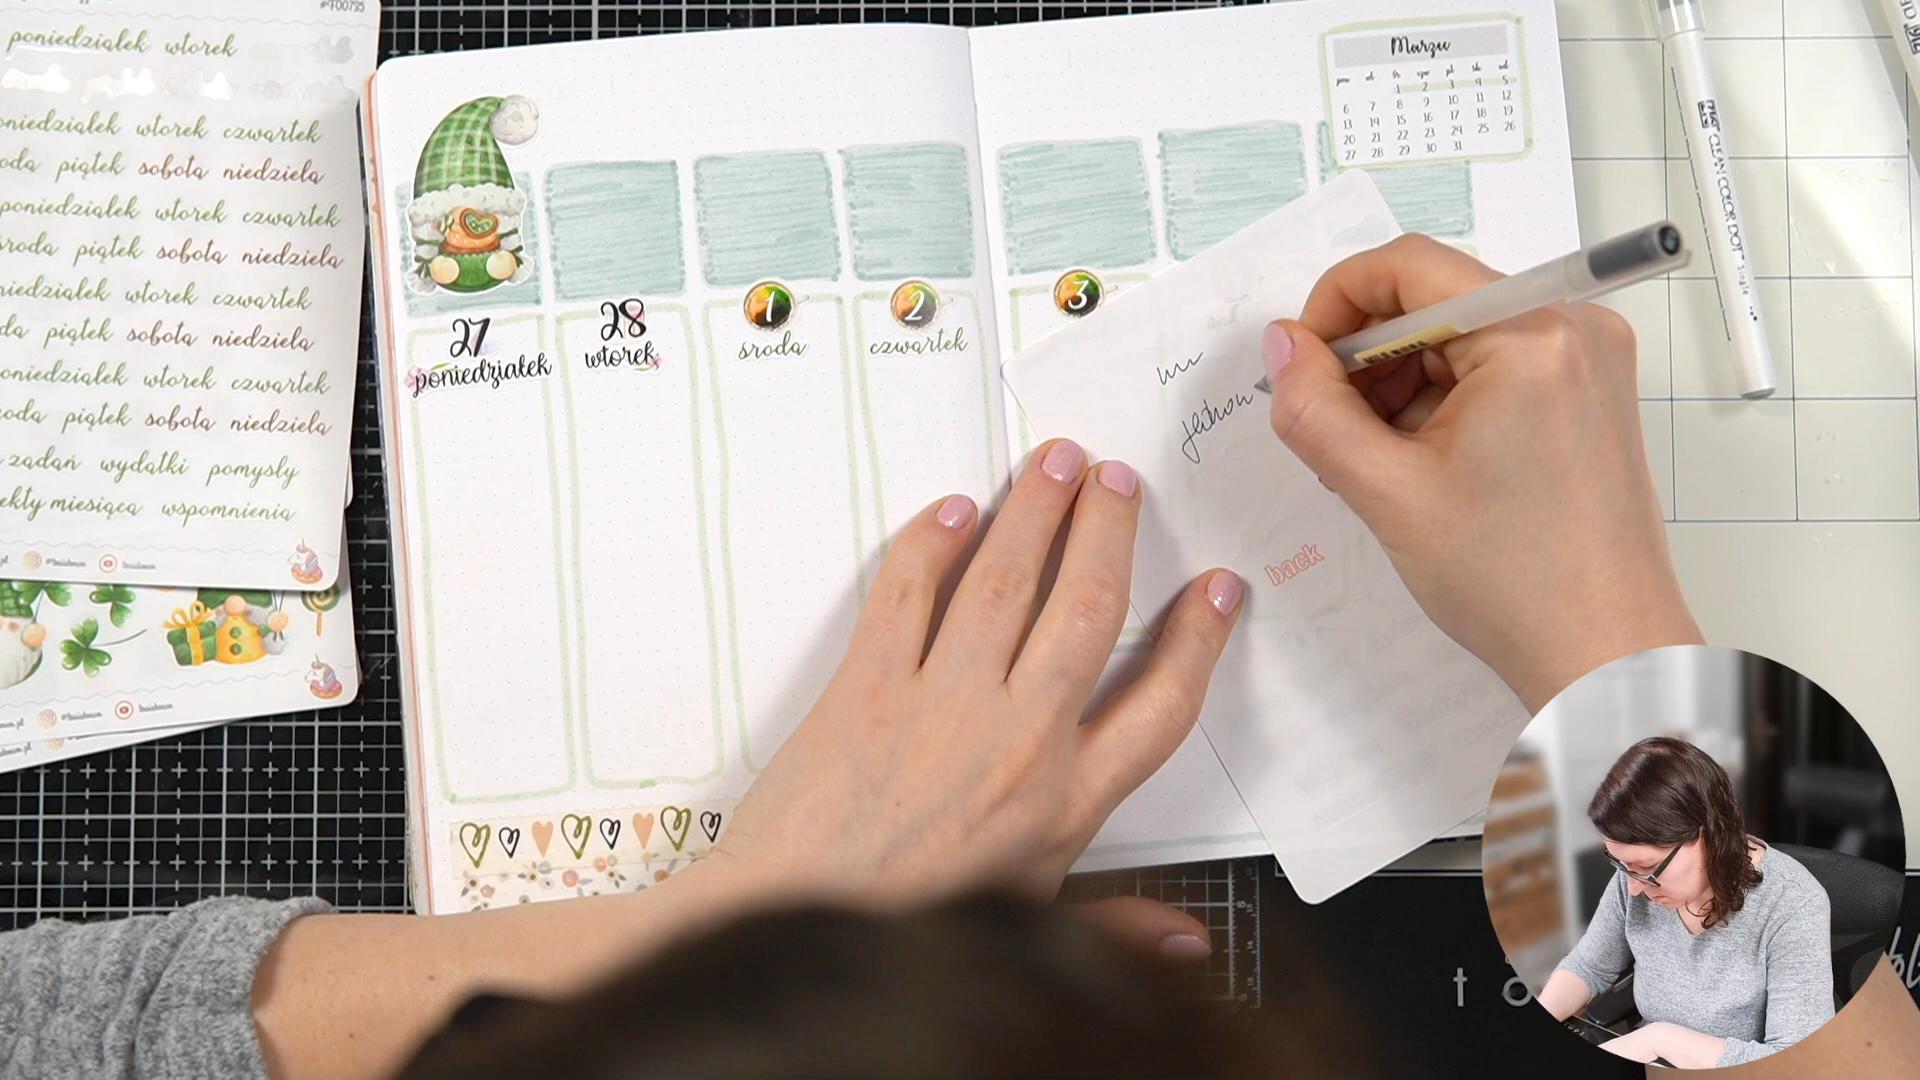 poniedziałek wtorek
poniedziałek wtorek czwartek
środa piątek sobota niedziela
poniedziałek wtorek czwartek
środa piątek sobota niedziela
poniedziałek wtorek czwartek
środa piątek sobota niedziela
poniedziałek wtorek czwartek
środa piątek sobota niedziela
zadań wydatki pomysły
miesiąca wspomnienia
27
poniedziałek
28
wtorek
1
środa
2
czwartek
3
Marzec
1 2 3 4 5
6 7 8 9 10 11 12
13 14 15 16 17 18 19
20 21 22 23 24 25 26
27 28 29 30 31
back
CLEAN COLOR DOT Single